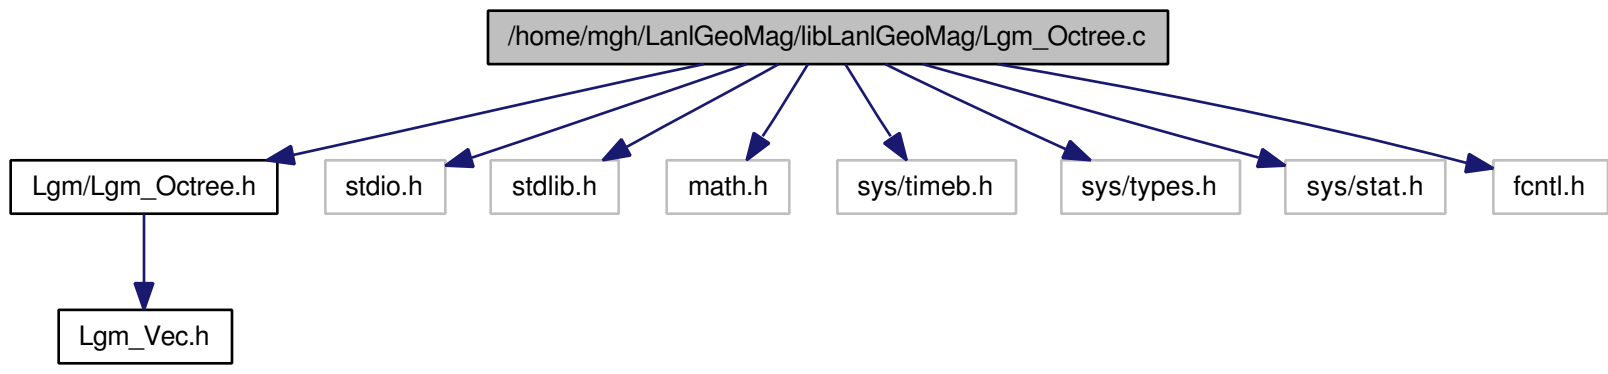 /home/mgh/LanlGeoMag/libLanlGeoMag/Lgm_Octree.c
Lgm/Lgm_Octree.h
stdio.h
stdlib.h
math.h
sys/timeb.h
sys/types.h
sys/stat.h
fcntl.h
Lgm_Vec.h